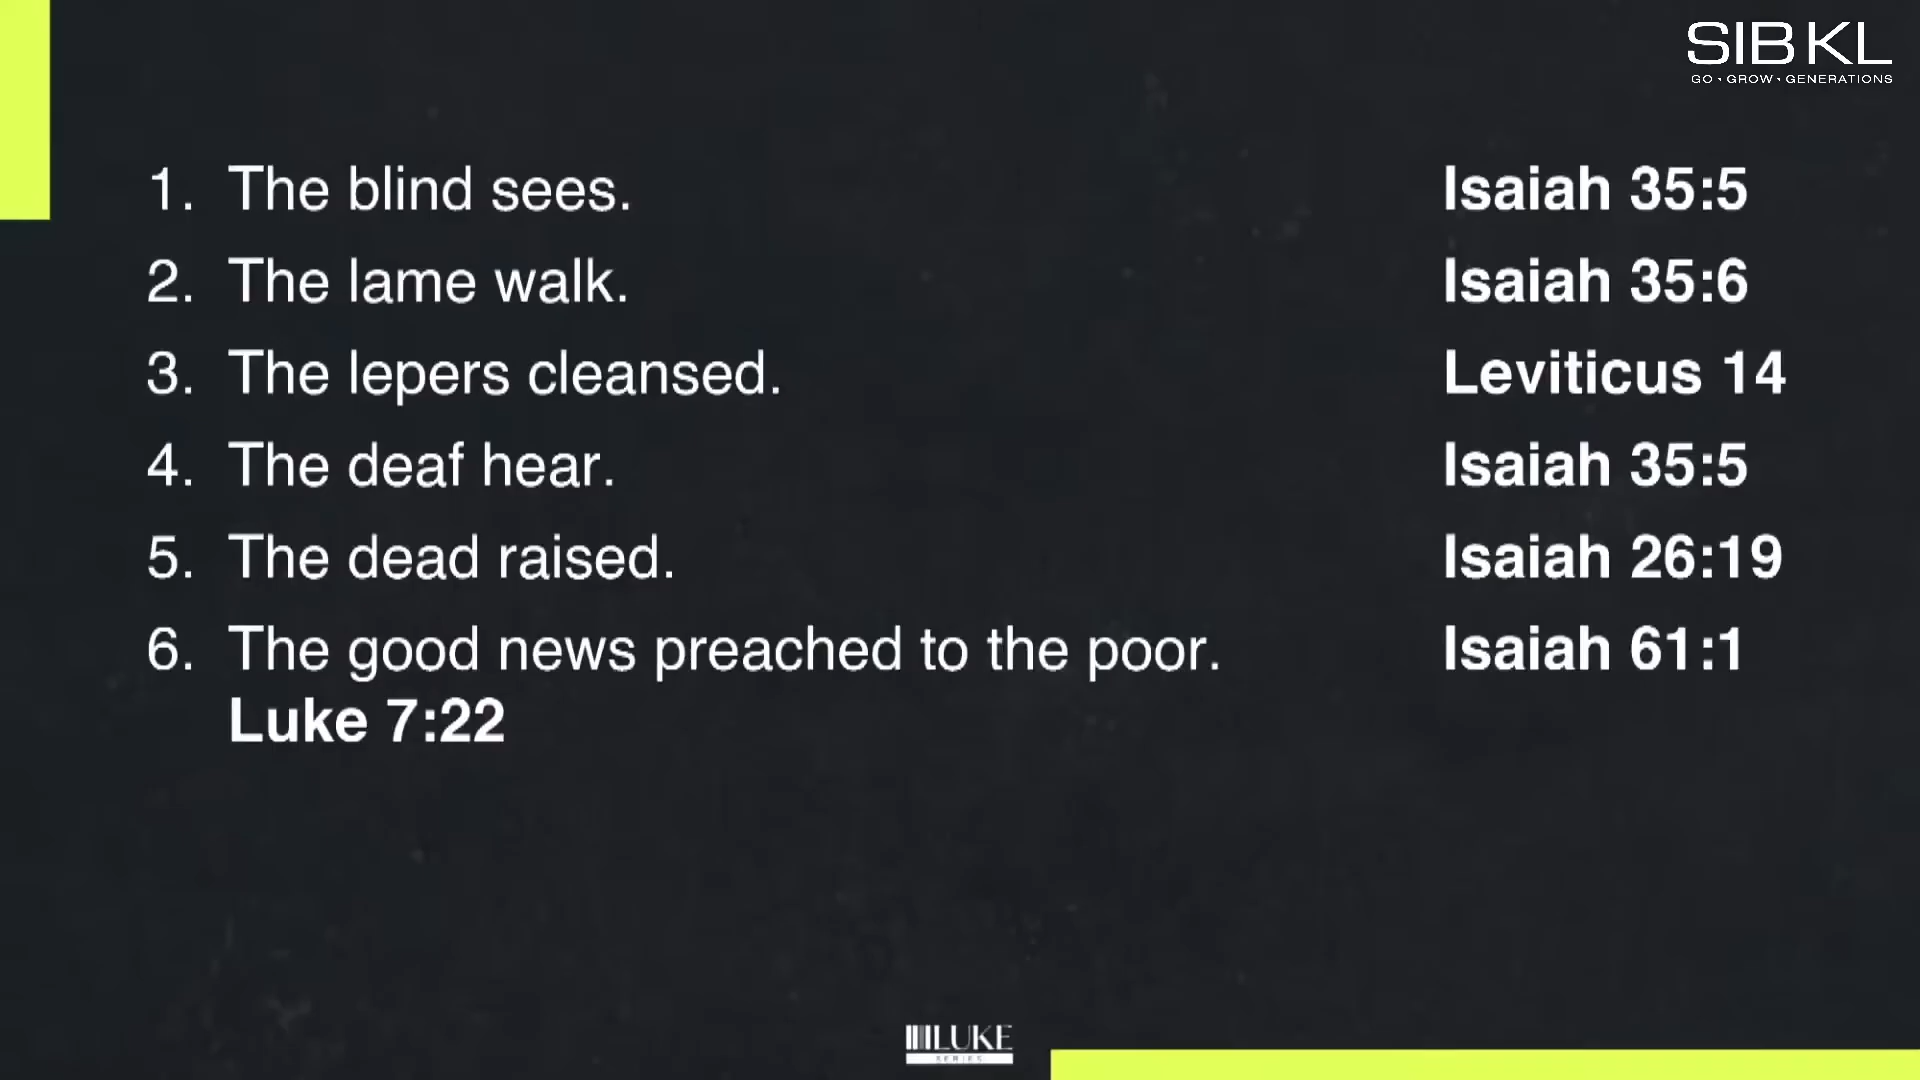 SIBKL
GO · GROW · GENERATIONS
1. The blind sees. Isaiah 35:5
2. The lame walk. Isaiah 35:6
3. The lepers cleansed. Leviticus 14
4. The deaf hear. Isaiah 35:5
5. The dead raised. Isaiah 26:19
6. The good news preached to the poor. Isaiah 61:1
Luke 7:22
LUKE
SERIES